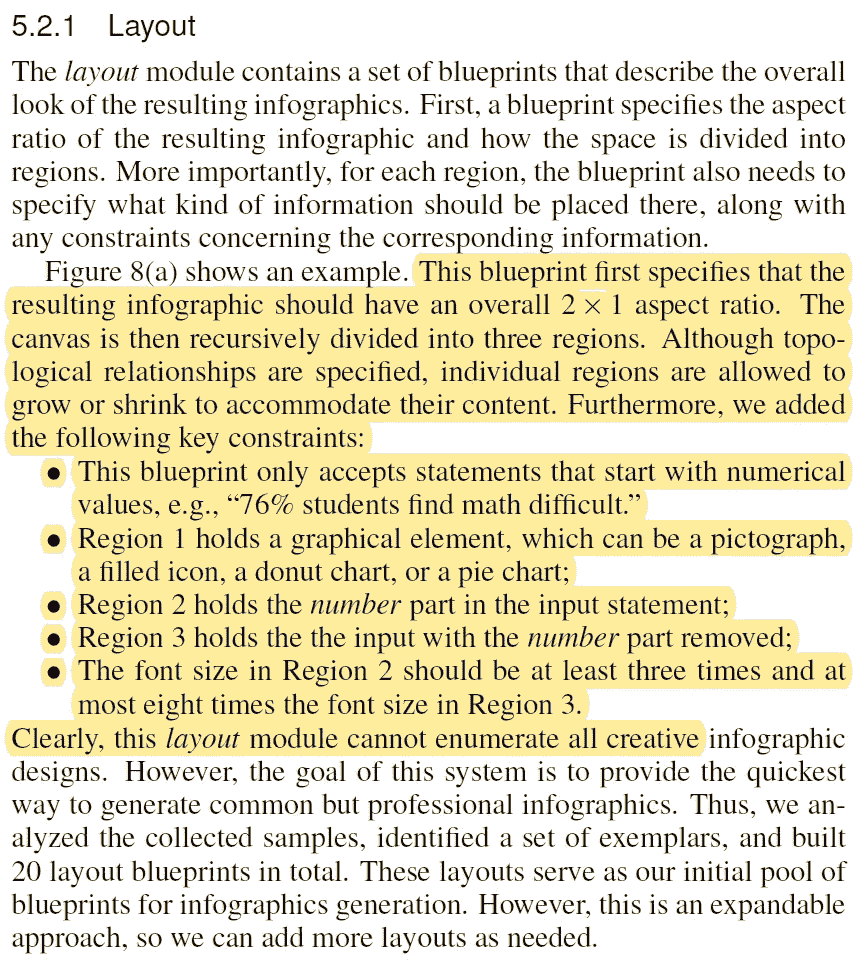 5.2.1 Layout
The layout module contains a set of blueprints that describe the overall
look of the resulting infographics. First, a blueprint specifies the aspect
ratio of the resulting infographic and how the space is divided into
regions. More importantly, for each region, the blueprint also needs to
specify what kind of information should be placed there, along with
any constraints concerning the corresponding information.
Figure 8(a) shows an example. This blueprint first specifies that the
resulting infographic should have an overall 2 × 1 aspect ratio. The
canvas is then recursively divided into three regions. Although topo-
logical relationships are specified, individual regions are allowed to
grow or shrink to accommodate their content. Furthermore, we added
the following key constraints:
• This blueprint only accepts statements that start with numerical
values, e.g., “76% students find math difficult.”
• Region 1 holds a graphical element, which can be a pictograph,
a filled icon, a donut chart, or a pie chart;
• Region 2 holds the number part in the input statement;
• Region 3 holds the the input with the number part removed;
• The font size in Region 2 should be at least three times and at
most eight times the font size in Region 3.
Clearly, this layout module cannot enumerate all creative infographic
designs. However, the goal of this system is to provide the quickest
way to generate common but professional infographics. Thus, we an-
alyzed the collected samples, identified a set of exemplars, and built
20 layout blueprints in total. These layouts serve as our initial pool of
blueprints for infographics generation. However, this is an expandable
approach, so we can add more layouts as needed.